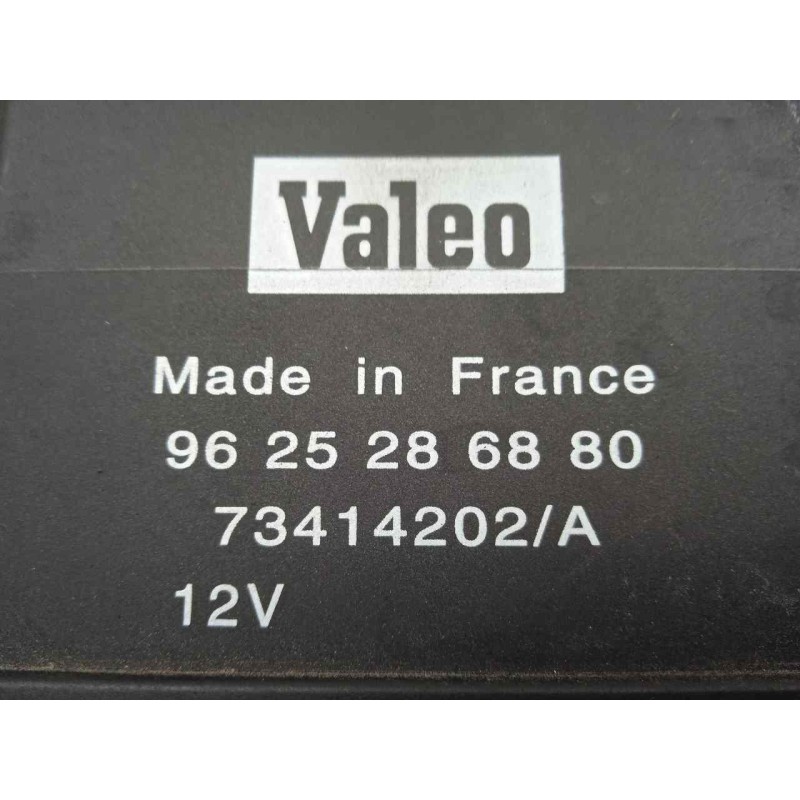 Valeo
Made in France
96 25 28 68 80
73414202/A
12V